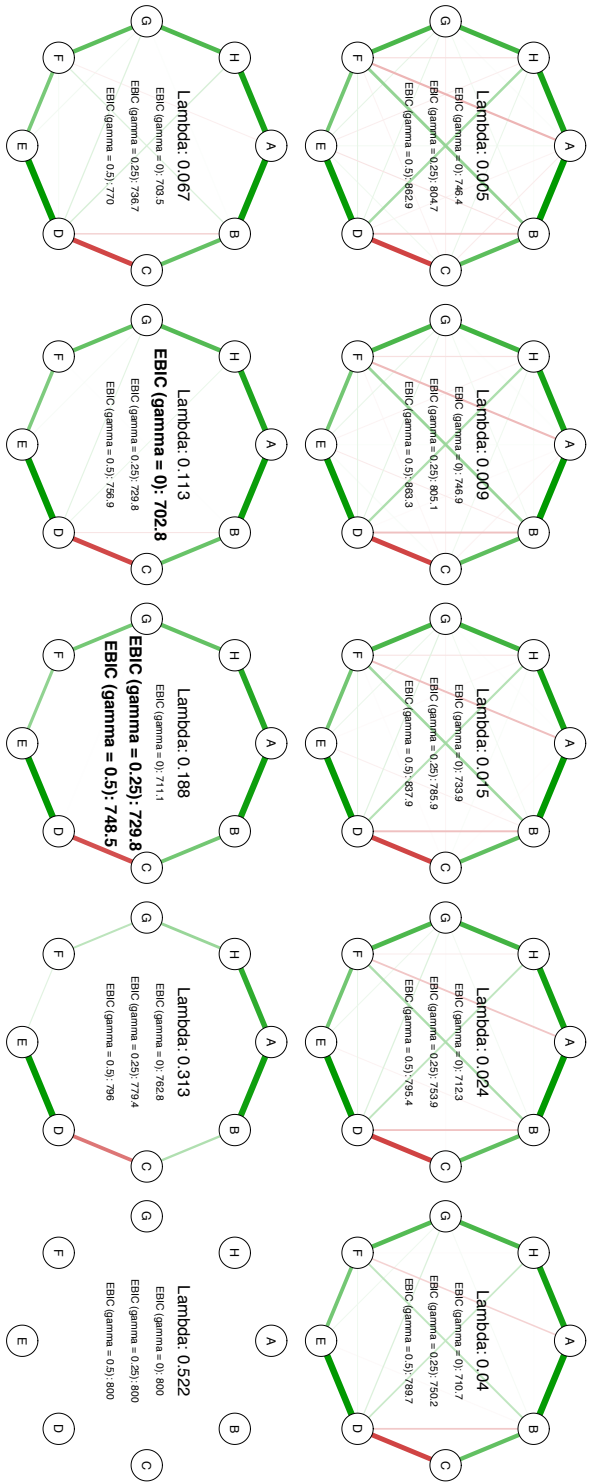 A
H B
Lambda: 0.005
EBIC (gamma = 0): 746.4
G C
EBIC (gamma = 0.25): 804.7
EBIC (gamma = 0.5): 862.9
F D
E
A
H B
Lambda: 0.009
EBIC (gamma = 0): 746.9
G C
EBIC (gamma = 0.25): 805.1
EBIC (gamma = 0.5): 863.3
F D
E
A
H B
Lambda: 0.015
EBIC (gamma = 0): 733.9
G C
EBIC (gamma = 0.25): 785.9
EBIC (gamma = 0.5): 837.9
F D
E
A
H B
Lambda: 0.024
EBIC (gamma = 0): 712.3
G C
EBIC (gamma = 0.25): 753.9
EBIC (gamma = 0.5): 795.4
F D
E
A
H B
Lambda: 0.04
EBIC (gamma = 0): 710.7
G C
EBIC (gamma = 0.25): 750.2
EBIC (gamma = 0.5): 789.7
F D
E
A
H B
Lambda: 0.067
EBIC (gamma = 0): 703.5
G C
EBIC (gamma = 0.25): 736.7
EBIC (gamma = 0.5): 770
F D
E
A
H B
Lambda: 0.113
EBIC (gamma = 0): 702.8
G C
EBIC (gamma = 0.25): 729.8
EBIC (gamma = 0.5): 756.9
F D
E
A
H B
Lambda: 0.188
EBIC (gamma = 0): 711.1
G C
EBIC (gamma = 0.25): 729.8
EBIC (gamma = 0.5): 748.5
F D
E
A
H B
Lambda: 0.313
EBIC (gamma = 0): 762.8
G C
EBIC (gamma = 0.25): 779.4
EBIC (gamma = 0.5): 796
F D
E
A
H B
Lambda: 0.522
EBIC (gamma = 0): 800
G C
EBIC (gamma = 0.25): 800
EBIC (gamma = 0.5): 800
F D
E